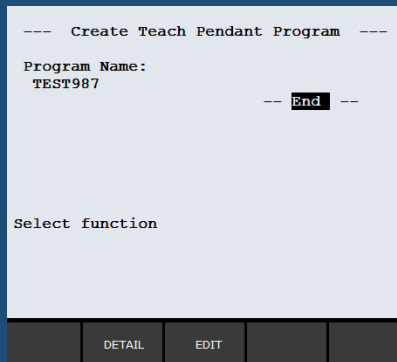 --- Create Teach Pendant Program ---
Program Name:
TEST987
-- End --
Select function
DETAIL EDIT